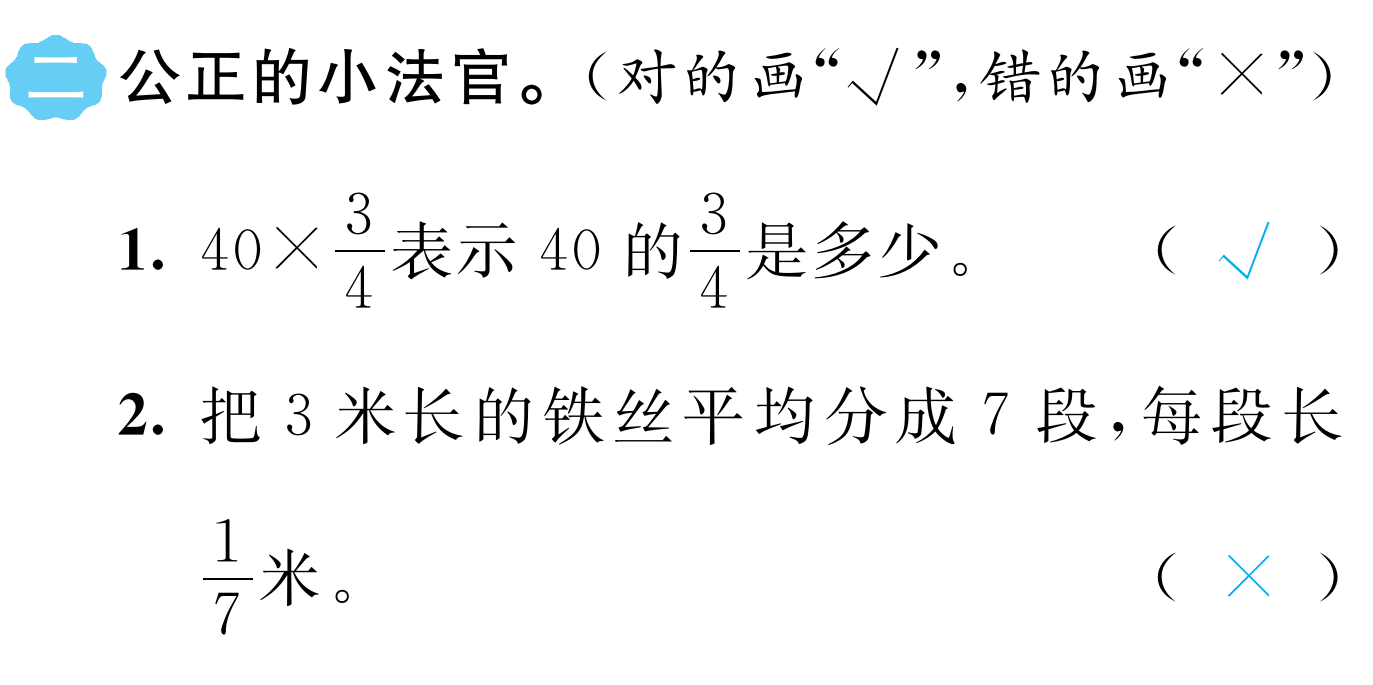 二 公正的小法官。(对的画“√”,错的画“×”)
1. 40×3/4表示 40 的3/4是多少。 ( √ )
2. 把 3 米长的铁丝平均分成 7 段,每段长
1/7米。 ( × )